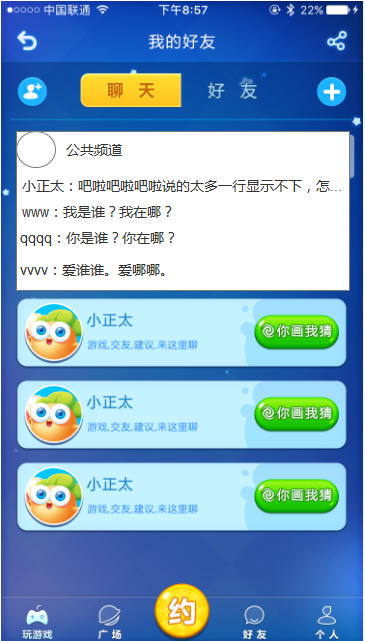 中国联通 下午8:57 22%
我的好友
聊 天 好 友
公共频道
小正太：吧啦吧啦吧啦说的太多一行显示不下，怎...
www：我是谁？我在哪？
qqqq：你是谁？你在哪？
vvvv：爱谁谁。爱哪哪。
小正太
游戏,交友,建议,来这里聊
@你画我猜
小正太
游戏,交友,建议,来这里聊
@你画我猜
小正太
游戏,交友,建议,来这里聊
@你画我猜
玩游戏 广 场 约 好 友 个 人